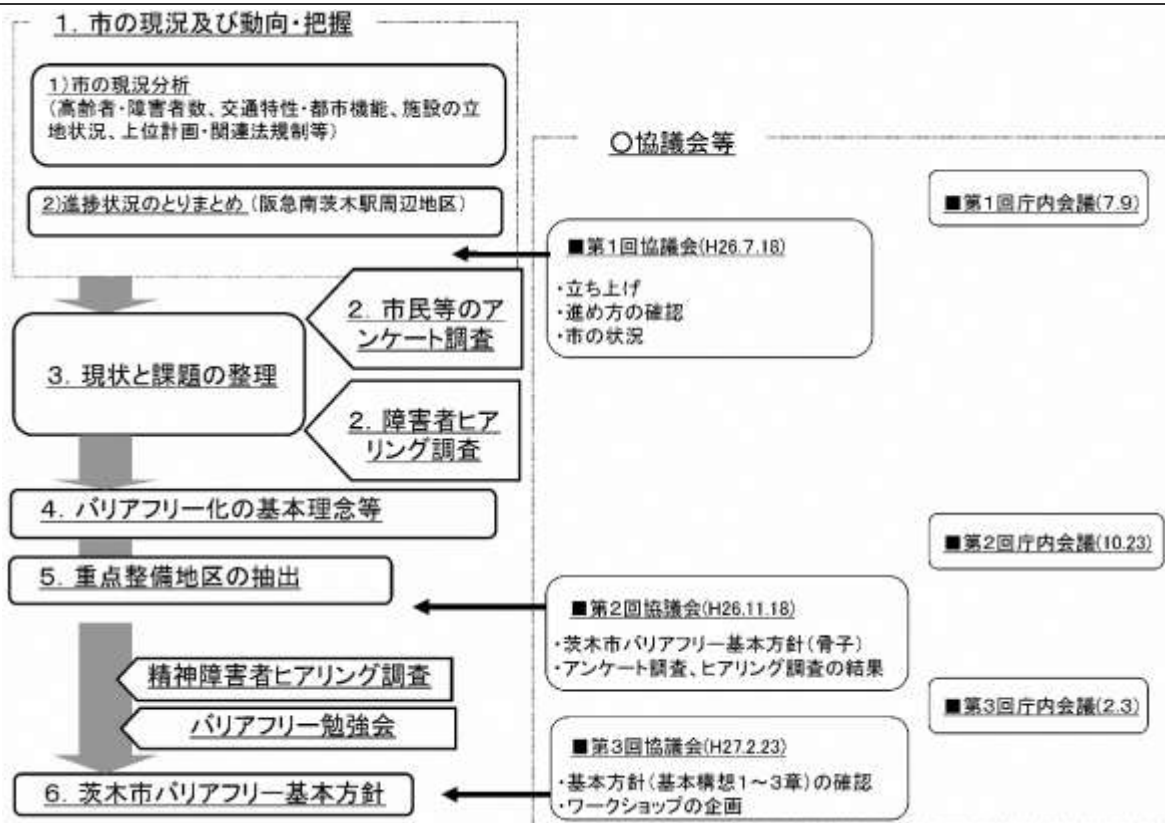 1. 市の現況及び動向・把握
1)市の現況分析
(高齢者・障害者数、交通特性・都市機能、施設の立
地状況、上位計画・関連法規制等)
2)進捗状況のとりまとめ (阪急南茨木駅周辺地区)
2. 市民等のア
ンケート調査
3. 現状と課題の整理
2. 障害者ヒア
リング調査
4. バリアフリー化の基本理念等
5. 重点整備地区の抽出
精神障害者ヒアリング調査
バリアフリー勉強会
6. 茨木市バリアフリー基本方針
○協議会等
■第1回庁内会議(7.9)
■第1回協議会(H26.7.18)
・立ち上げ
・進め方の確認
・市の状況
■第2回庁内会議(10.23)
■第2回協議会(H26.11.18)
・茨木市バリアフリー基本方針(骨子)
・アンケート調査、ヒアリング調査の結果
■第3回庁内会議(2.3)
■第3回協議会(H27.2.23)
・基本方針(基本構想1～3章)の確認
・ワークショップの企画